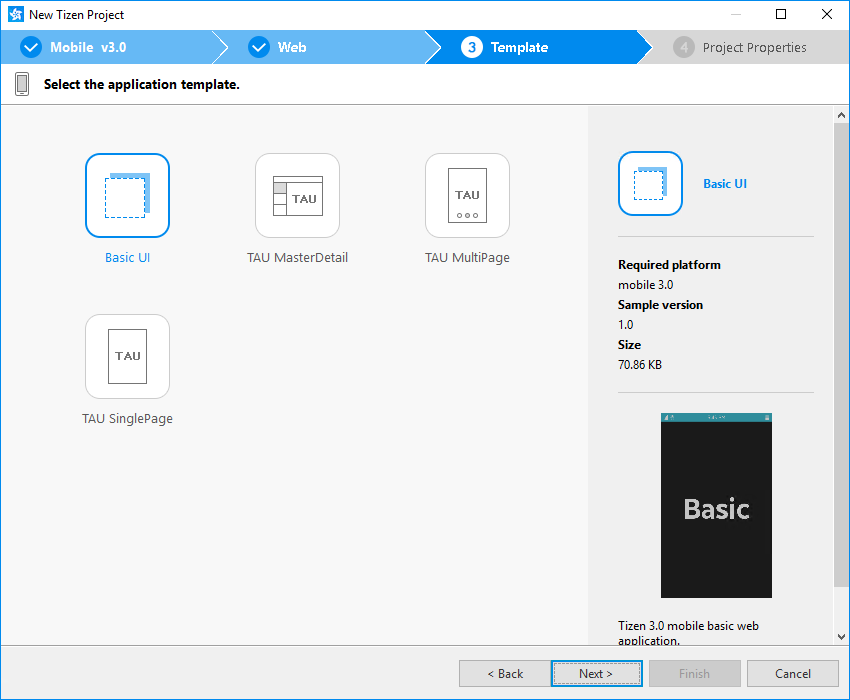 New Tizen Project
Mobile v3.0
Web
3 Template
4 Project Properties
Select the application template.
TAU
TAU
Basic UI
TAU MasterDetail
TAU MultiPage
TAU
TAU SinglePage
Basic UI
Required platform
mobile 3.0
Sample version
1.0
Size
70.86 KB
Basic
Tizen 3.0 mobile basic web
application.
< Back
Next >
Finish
Cancel